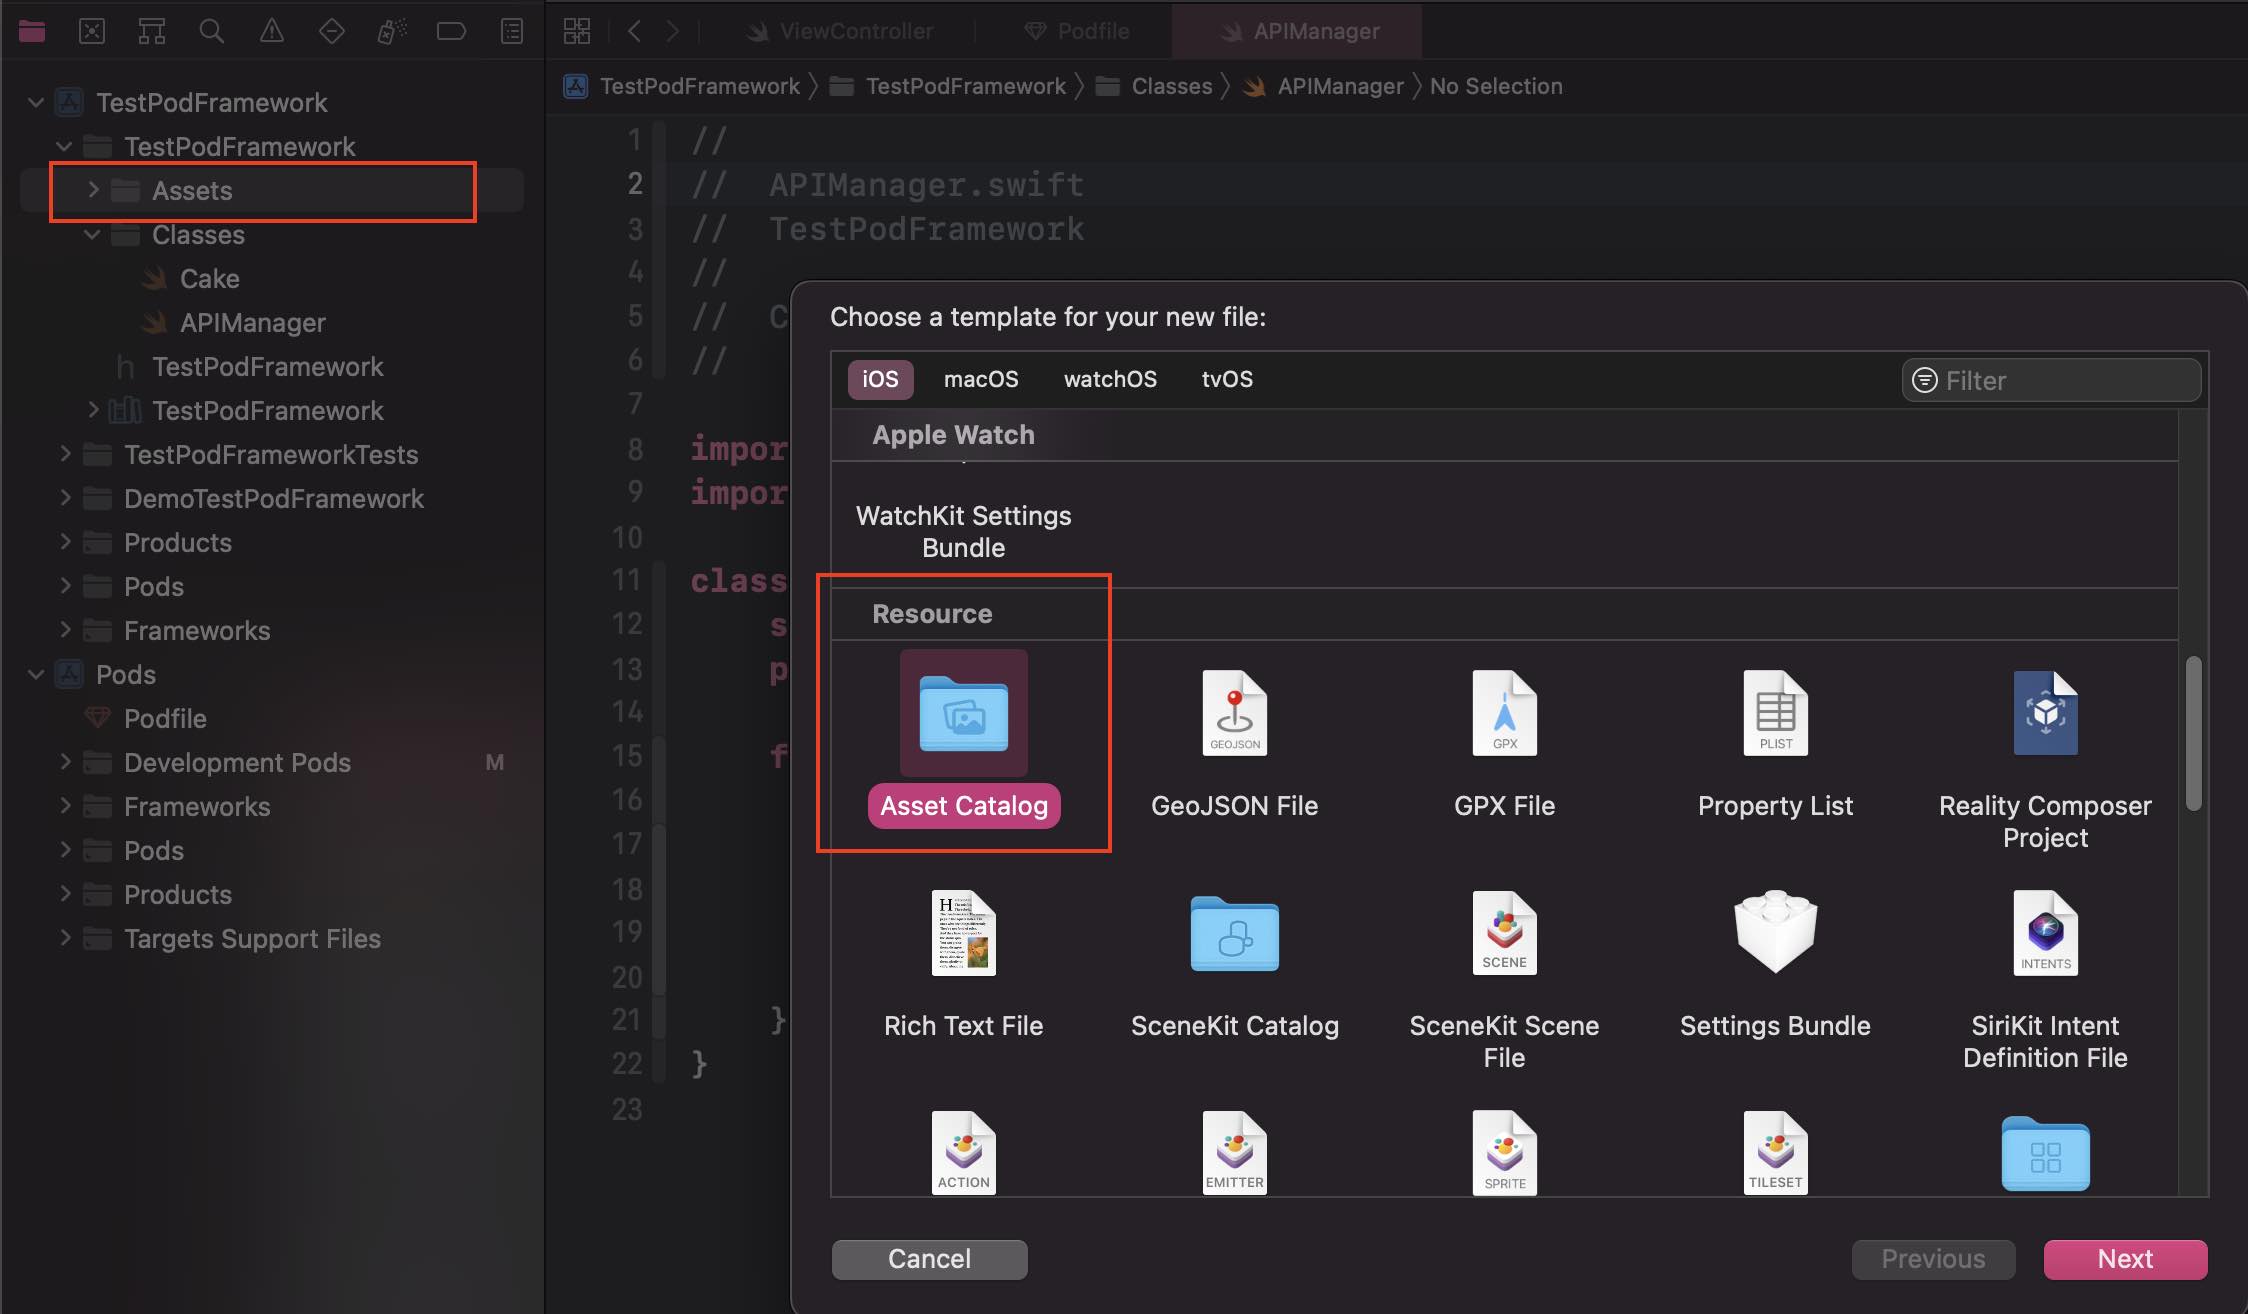 ViewController
Podfile
APIManager
TestPodFramework
TestPodFramework
Classes
APIManager
No Selection
TestPodFramework
TestPodFramework
Assets
Classes
Cake
APIManager
h TestPodFramework
TestPodFramework
TestPodFrameworkTests
DemoTestPodFramework
Products
Pods
Frameworks
Pods
Podfile
Development Pods M
Frameworks
Pods
Products
Targets Support Files
1 //
2 // APIManager.swift
3 // TestPodFramework
4 //
5 // C
6 //
7
8 impor
9 impor
10
11 class
12 s
13 p
14
15 f
16
17
18
19
20
21 }
22 }
23
Choose a template for your new file:
iOS macOS watchOS tvOS
Filter
Apple Watch
WatchKit Settings
Bundle
Resource
GEOJSON
GPX
PLIST
Asset Catalog
GeoJSON File
GPX File
Property List
Reality Composer
Project
SCENE
INTENTS
Rich Text File
SceneKit Catalog
SceneKit Scene
File
Settings Bundle
SiriKit Intent
Definition File
ACTION
EMITTER
SPRITE
TILESET
Cancel
Previous
Next